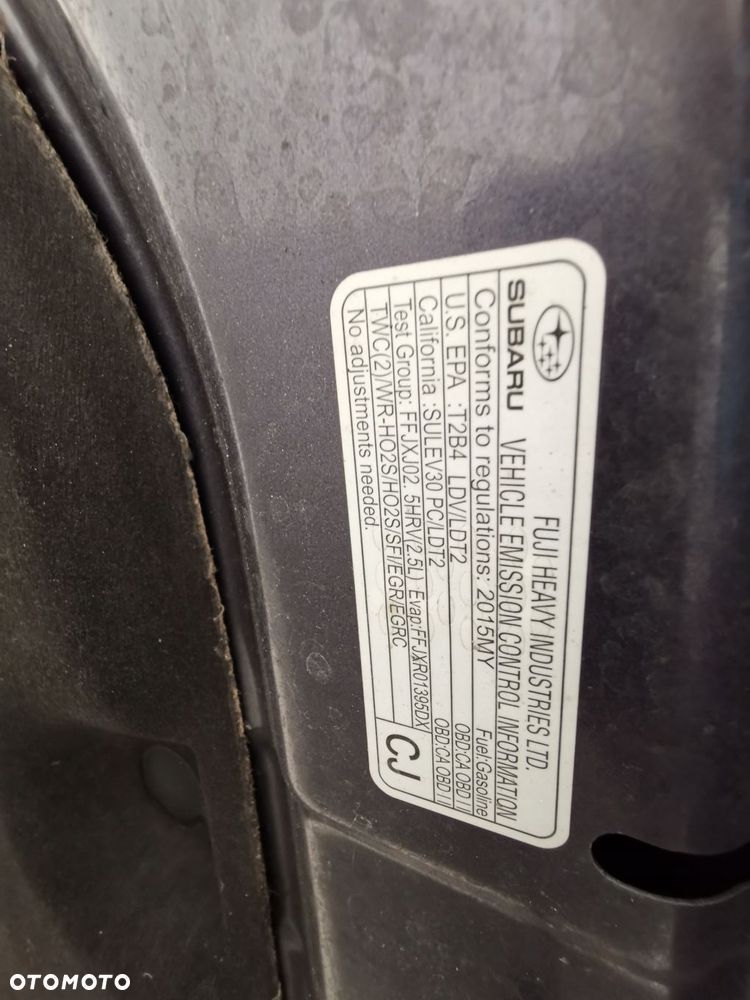 FUJI HEAVY INDUSTRIES LTD.
SUBARU VEHICLE EMISSION CONTROL INFORMATION
Conforms to regulations: 2015MY Fuel:Gasoline
U.S. EPA :T2B4 LDV/LDT2 OBD:CA OBD II
California :SULEV30 PC/LDT2 OBD:CA OBD II
Test Group: FFJXJ02.5HRV(2.5L) Evap:FFJXR01395DX
TWC(2)/WR-HO2S/HO2S/SFI/EGR/EGRC
No adjustments needed.
CJ
OTOMOTO